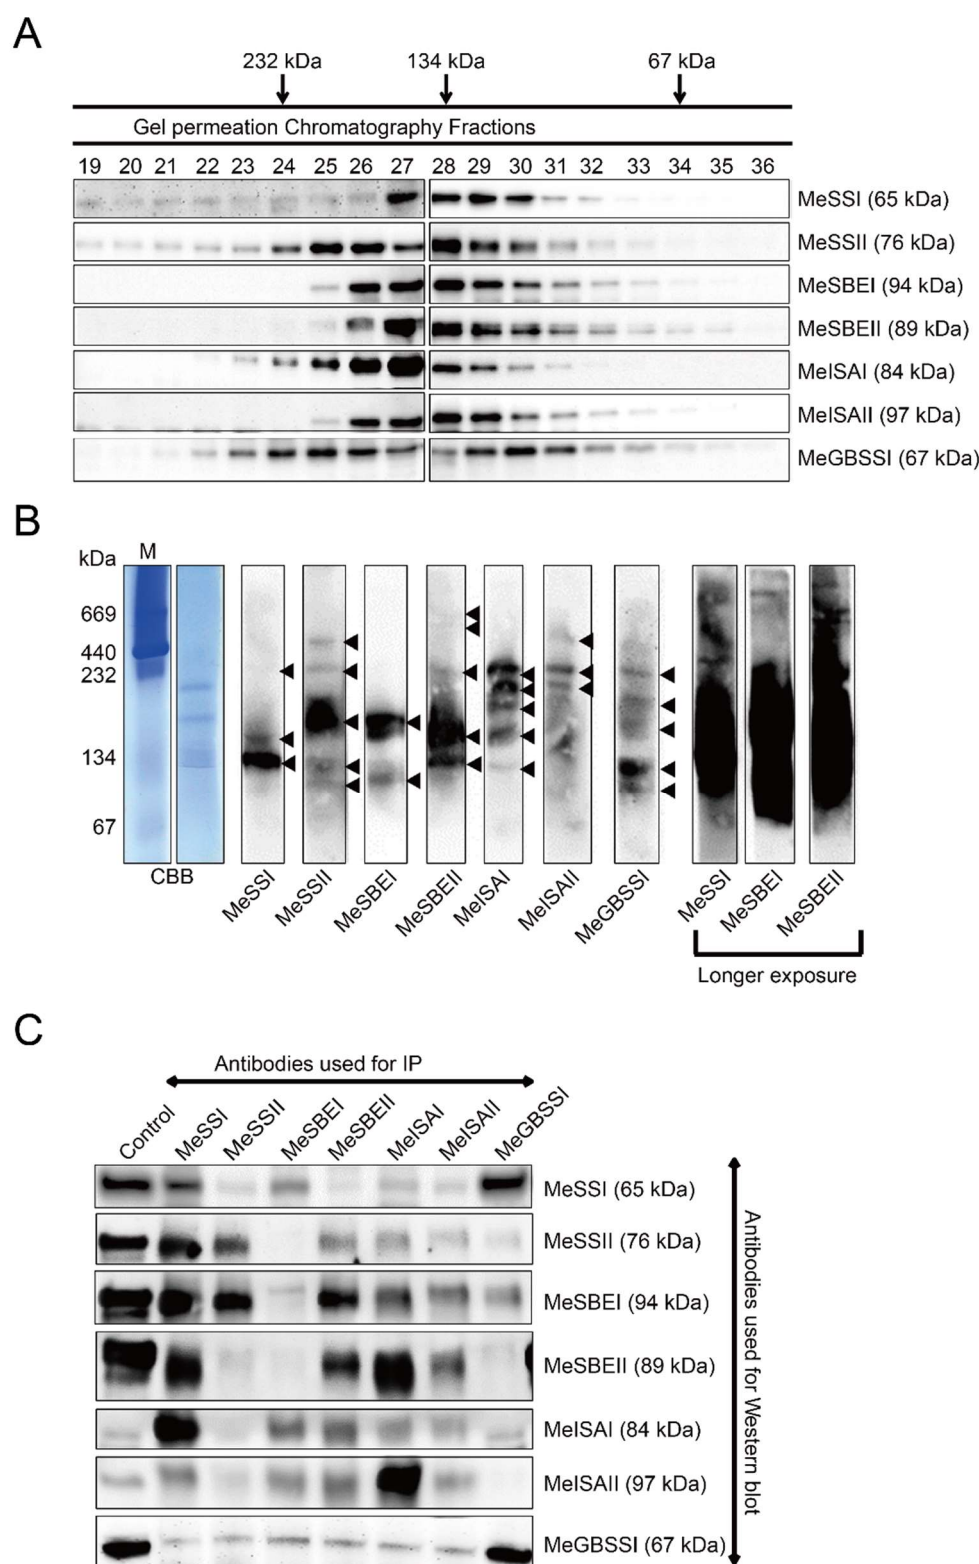 A
232 kDa 134 kDa 67 kDa
Gel permeation Chromatography Fractions
19 20 21 22 23 24 25 26 27 28 29 30 31 32 33 34 35 36
MeSSI (65 kDa)
MeSSII (76 kDa)
MeSBEI (94 kDa)
MeSBEII (89 kDa)
MeISAI (84 kDa)
MeISAII (97 kDa)
MeGBSSI (67 kDa)
B
kDa M
669
440
232
134
67
CBB
MeSSI MeSSII MeSBEI MeSBEII MeISAI MeISAII MeGBSSI MeSSI MeSBEI MeSBEII
Longer exposure
C
Antibodies used for IP
Control MeSSI MeSSII MeSBEI MeSBEII MeISAI MeISAII MeGBSSI
MeSSI (65 kDa)
MeSSII (76 kDa)
MeSBEI (94 kDa)
MeSBEII (89 kDa)
MeISAI (84 kDa)
MeISAII (97 kDa)
MeGBSSI (67 kDa)
Antibodies used for Western blot